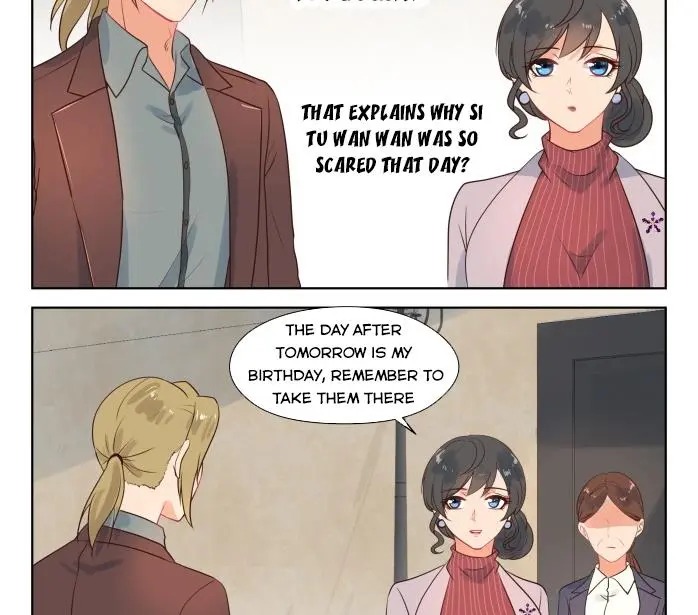 THAT EXPLAINS WHY SI
TU WAN WAN WAS SO
SCARED THAT DAY?
THE DAY AFTER
TOMORROW IS MY
BIRTHDAY, REMEMBER TO
TAKE THEM THERE